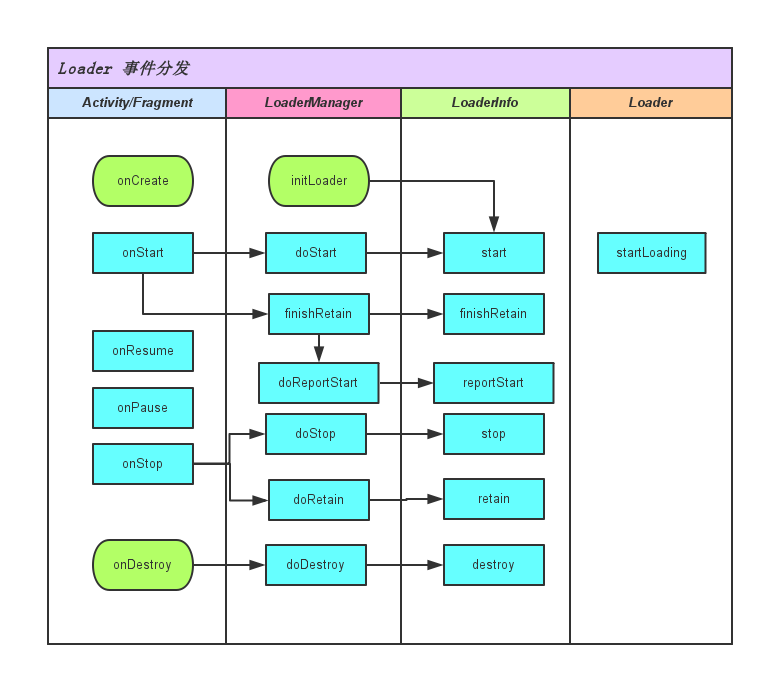 Loader 事件分发
Activity/Fragment
LoaderManager
LoaderInfo
Loader
onCreate
initLoader
onStart
doStart
start
startLoading
finishRetain
finishRetain
onResume
doReportStart
reportStart
onPause
doStop
stop
onStop
doRetain
retain
onDestroy
doDestroy
destroy